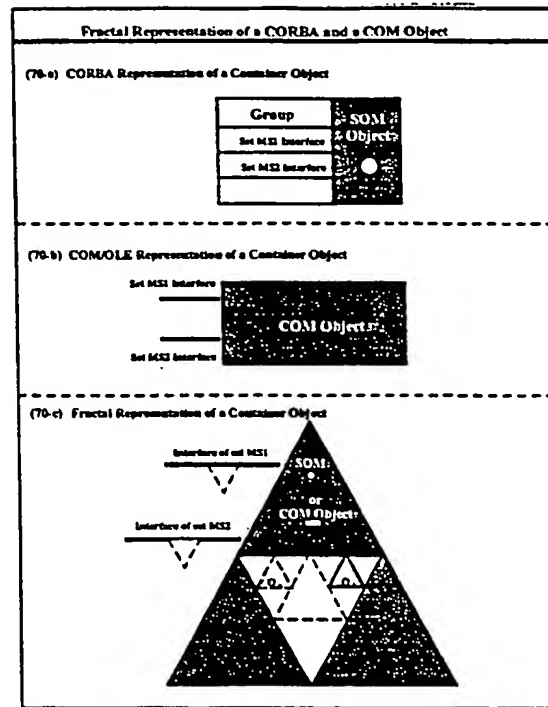 Fractal Representation of a CORBA and a COM Object
(70-a) CORBA Representation of a Container Object
Group
Set MS1 Interface
Set MS2 Interface
SOM
Object
(70-b) COM/OLE Representation of a Container Object
Set MS1 Interface
COM Object
Set MS2 Interface
(70-c) Fractal Representation of a Container Object
Interface of set MS1
SOM
or
COM Object
Interface of set MS2